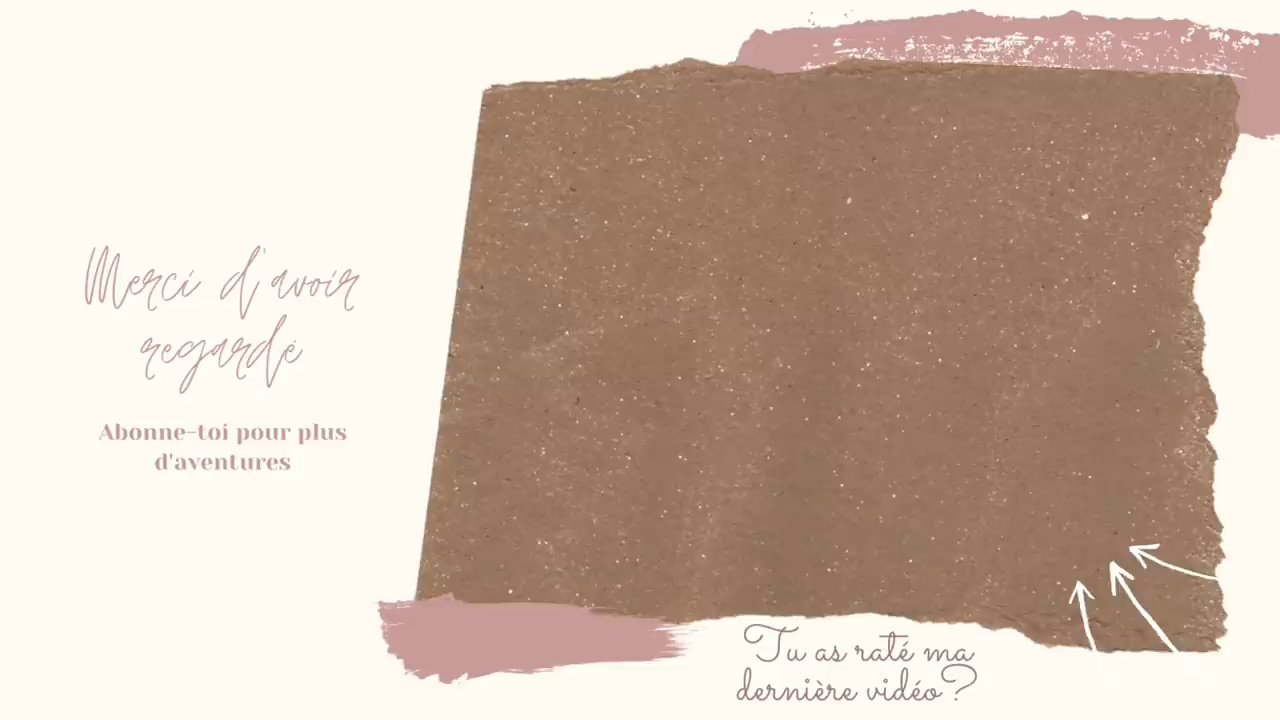 Merci d'avoir
regardé
Abonne-toi pour plus
d'aventures
Tu as raté ma
dernière vidéo?